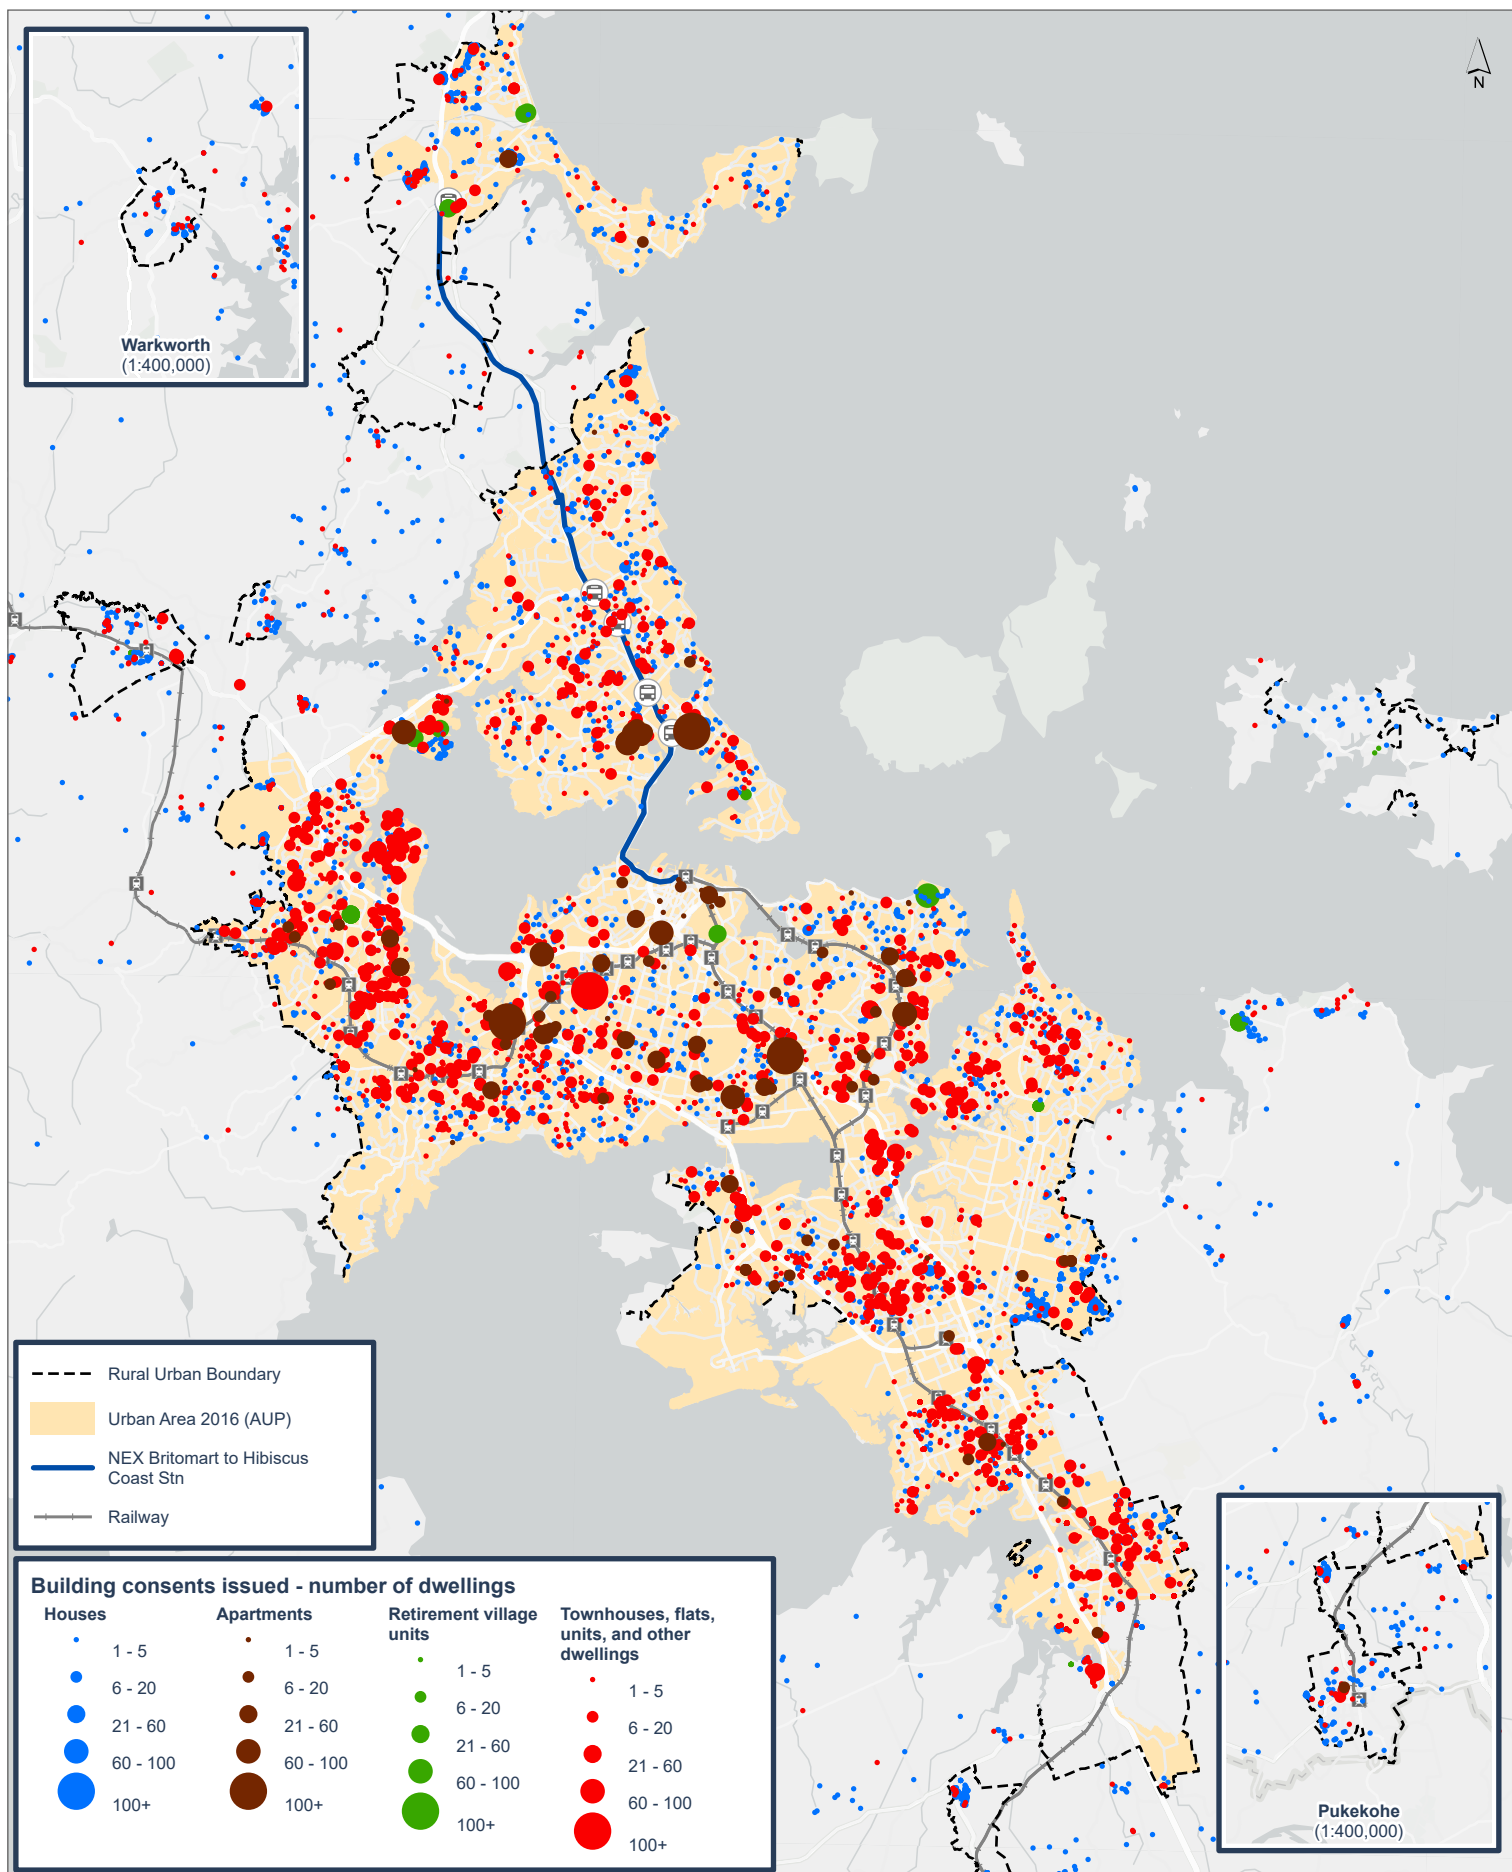 N
Warkworth
(1:400,000)
Rural Urban Boundary
Urban Area 2016 (AUP)
NEX Britomart to Hibiscus
Coast Stn
Railway
Building consents issued - number of dwellings
Houses
1 - 5
6 - 20
21 - 60
60 - 100
100+
Apartments
1 - 5
6 - 20
21 - 60
60 - 100
100+
Retirement village
units
1 - 5
6 - 20
21 - 60
60 - 100
100+
Townhouses, flats,
units, and other
dwellings
1 - 5
6 - 20
21 - 60
60 - 100
100+
Pukekohe
(1:400,000)